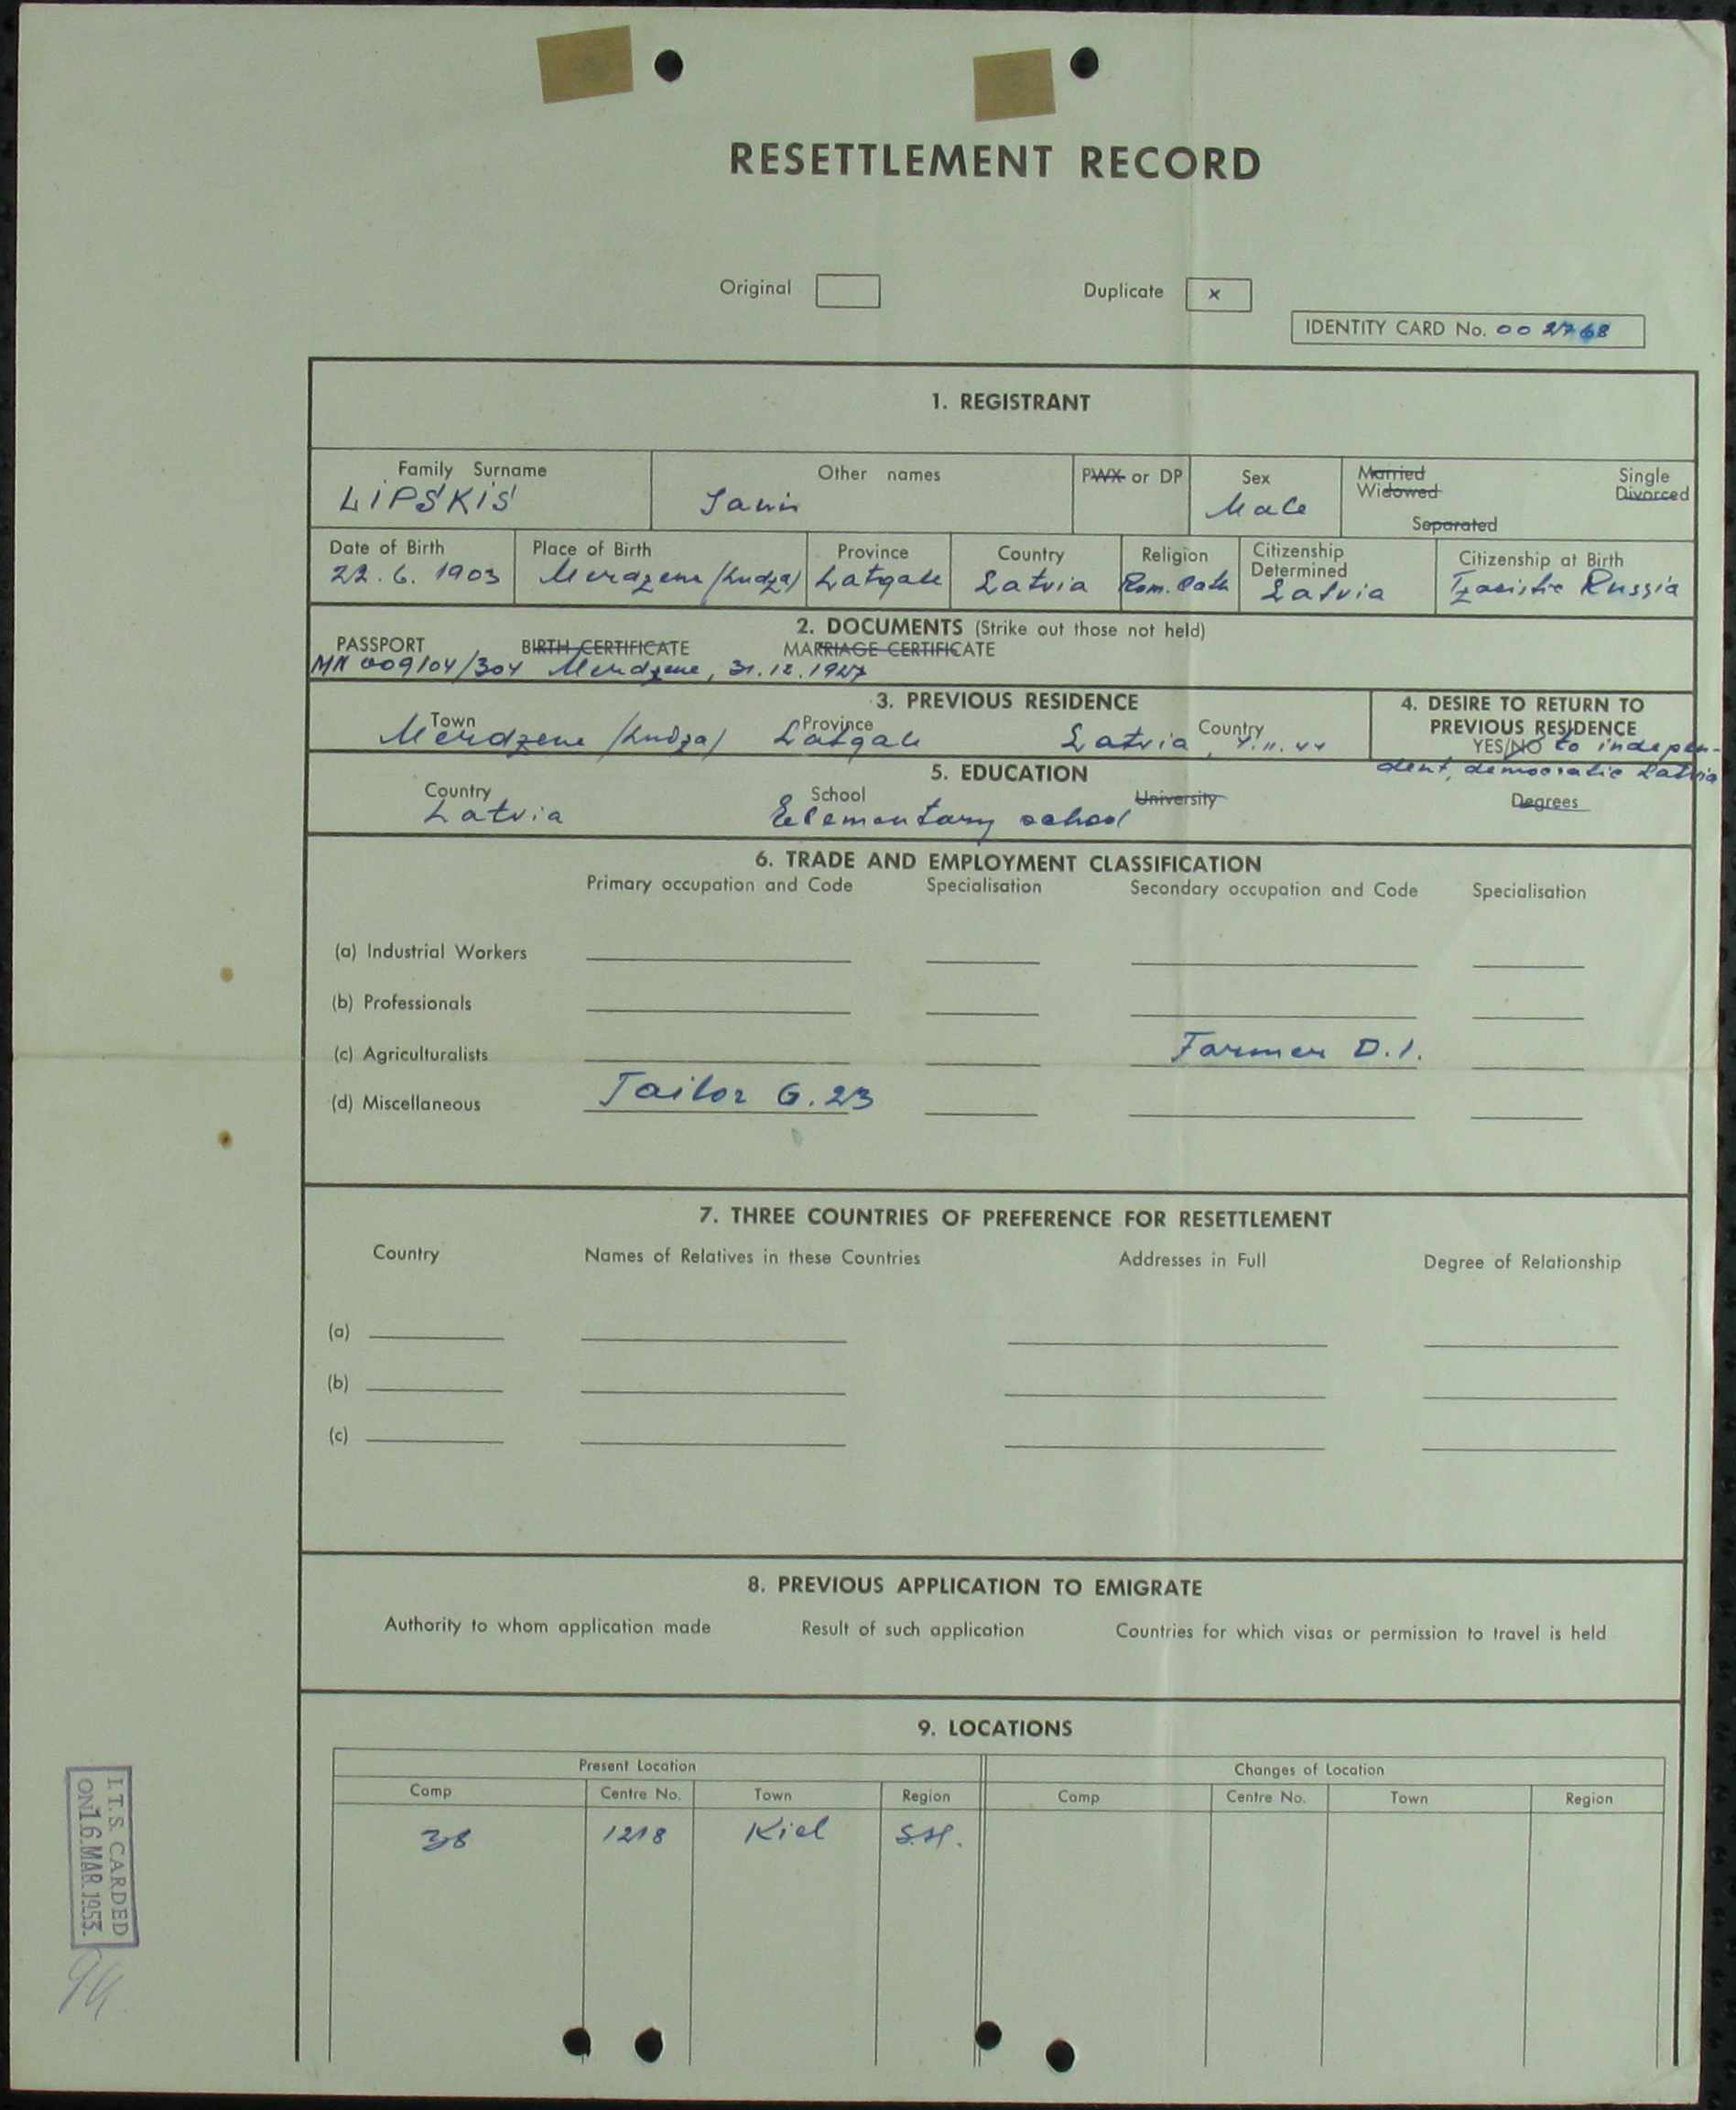 RESETTLEMENT RECORD
Original Duplicate x
IDENTITY CARD No. 002768
1. REGISTRANT
Family Surname Other names PWX or DP Sex Married Single
Widowed Divorced
Separated
LIPSKIS Janis Male
Date of Birth Place of Birth Province Country Religion Citizenship Determined Citizenship at Birth
22.6.1903 Merdzene (Ludza) Latgale Latvia Rom. Cath Latvia Tzaristic Russia
2. DOCUMENTS (Strike out those not held)
PASSPORT BIRTH CERTIFICATE MARRIAGE CERTIFICATE
MN 009104/304 Merdzene, 31.12.1927
3. PREVIOUS RESIDENCE 4. DESIRE TO RETURN TO
PREVIOUS RESIDENCE
Town Province Country
Merdzene (Ludza) Latgale Latvia, 4.11.44 YES/NO to indepen-
dent, democratic Latvia
5. EDUCATION
Country School University Degrees
Latvia Elementary school
6. TRADE AND EMPLOYMENT CLASSIFICATION
Primary occupation and Code Specialisation Secondary occupation and Code Specialisation
(a) Industrial Workers
(b) Professionals
(c) Agriculturalists Farmer D.1.
(d) Miscellaneous Tailor G.23
7. THREE COUNTRIES OF PREFERENCE FOR RESETTLEMENT
Country Names of Relatives in these Countries Addresses in Full Degree of Relationship
(a)
(b)
(c)
8. PREVIOUS APPLICATION TO EMIGRATE
Authority to whom application made Result of such application Countries for which visas or permission to travel is held
9. LOCATIONS
Present Location Changes of Location
Camp Centre No. Town Region Camp Centre No. Town Region
38 1218 Kiel S.H.
I.T.S. CARDED
ON 16. MAR. 1953